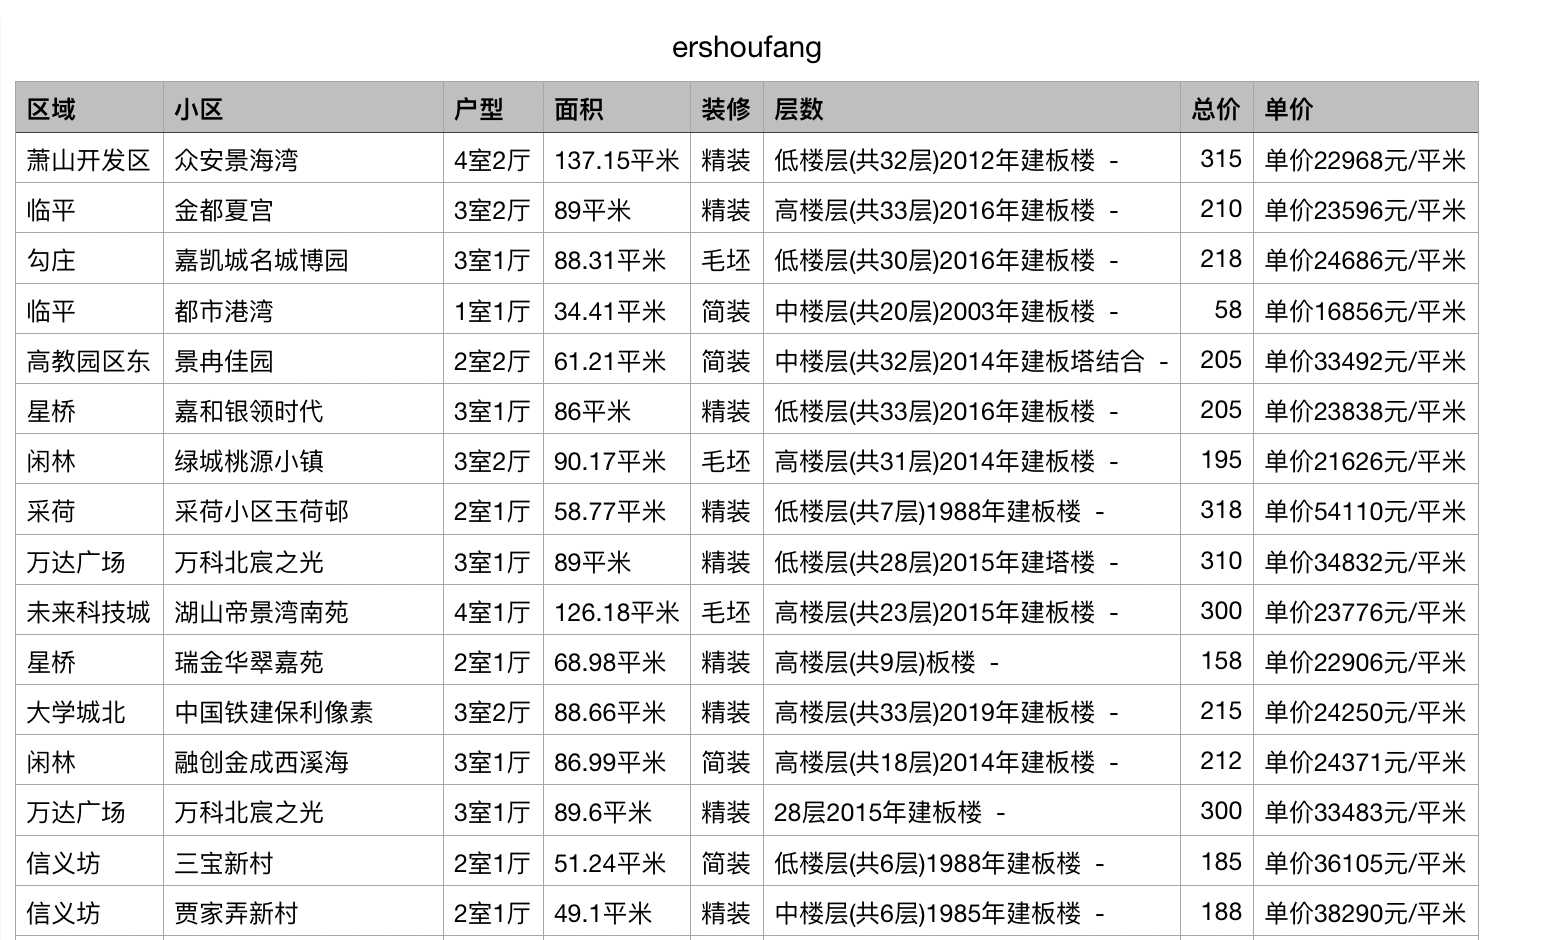 ershoufang
区域 小区 户型 面积 装修 层数 总价 单价
萧山开发区 众安景海湾 4室2厅 137.15平米 精装 低楼层(共32层)2012年建板楼 - 315 单价22968元/平米
临平 金都夏宫 3室2厅 89平米 精装 高楼层(共33层)2016年建板楼 - 210 单价23596元/平米
勾庄 嘉凯城名城博园 3室1厅 88.31平米 毛坯 低楼层(共30层)2016年建板楼 - 218 单价24686元/平米
临平 都市港湾 1室1厅 34.41平米 简装 中楼层(共20层)2003年建板楼 - 58 单价16856元/平米
高教园区东 景冉佳园 2室2厅 61.21平米 简装 中楼层(共32层)2014年建板塔结合 - 205 单价33492元/平米
星桥 嘉和银领时代 3室1厅 86平米 精装 低楼层(共33层)2016年建板楼 - 205 单价23838元/平米
闲林 绿城桃源小镇 3室2厅 90.17平米 毛坯 高楼层(共31层)2014年建板楼 - 195 单价21626元/平米
采荷 采荷小区玉荷邨 2室1厅 58.77平米 精装 低楼层(共7层)1988年建板楼 - 318 单价54110元/平米
万达广场 万科北宸之光 3室1厅 89平米 精装 低楼层(共28层)2015年建塔楼 - 310 单价34832元/平米
未来科技城 湖山帝景湾南苑 4室1厅 126.18平米 毛坯 高楼层(共23层)2015年建板楼 - 300 单价23776元/平米
星桥 瑞金华翠嘉苑 2室1厅 68.98平米 精装 高楼层(共9层)板楼 - 158 单价22906元/平米
大学城北 中国铁建保利像素 3室2厅 88.66平米 精装 高楼层(共33层)2019年建板楼 - 215 单价24250元/平米
闲林 融创金成西溪海 3室1厅 86.99平米 简装 高楼层(共18层)2014年建板楼 - 212 单价24371元/平米
万达广场 万科北宸之光 3室1厅 89.6平米 精装 28层2015年建板楼 - 300 单价33483元/平米
信义坊 三宝新村 2室1厅 51.24平米 简装 低楼层(共6层)1988年建板楼 - 185 单价36105元/平米
信义坊 贾家弄新村 2室1厅 49.1平米 精装 中楼层(共6层)1985年建板楼 - 188 单价38290元/平米